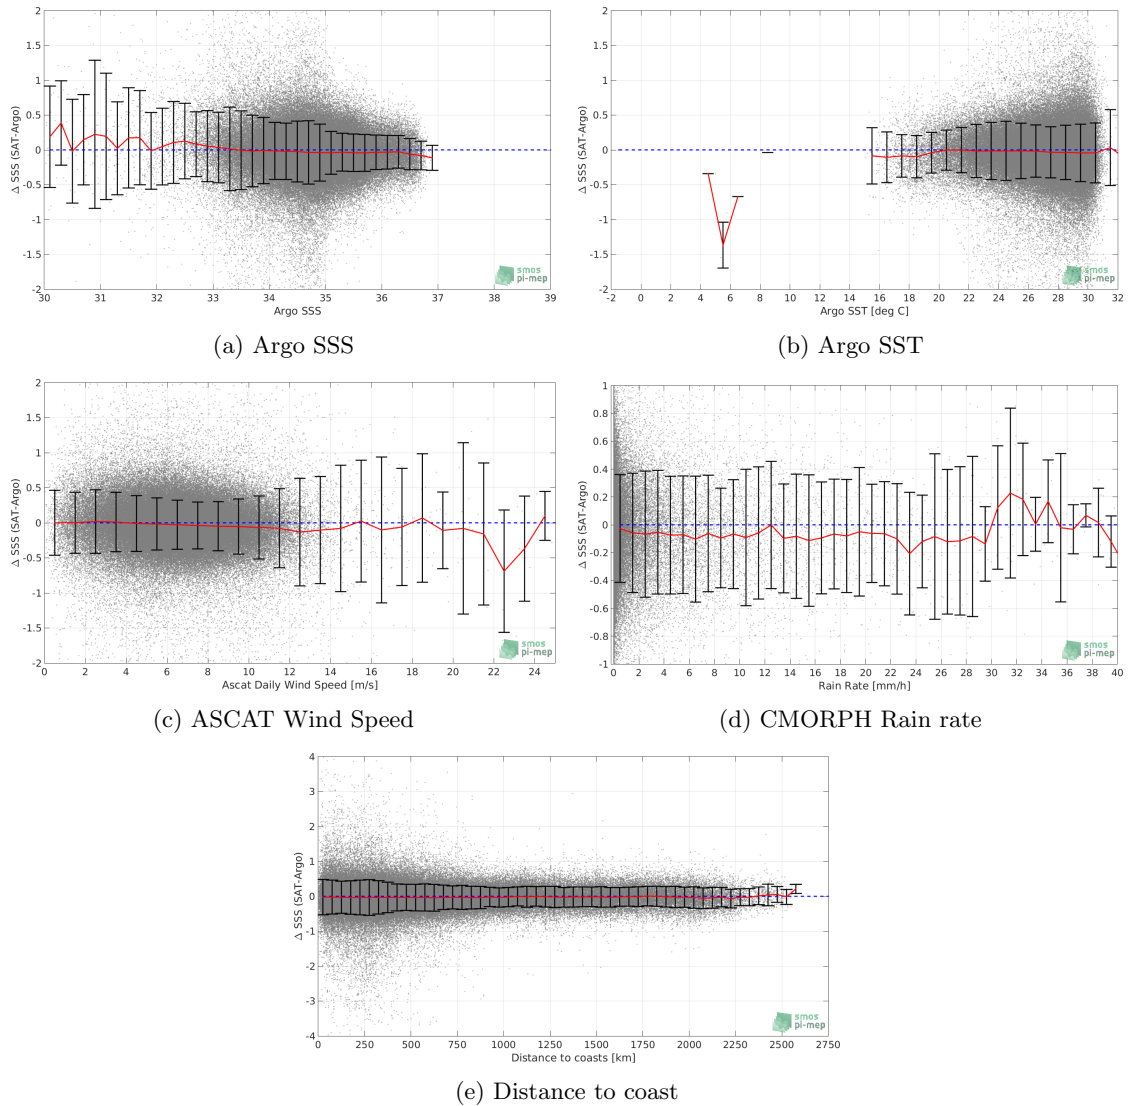 2
1.5
1
0.5
0
-0.5
-1
-1.5
-2
Δ SSS (SAT-Argo)
30 31 32 33 34 35 36 37 38 39
Argo SSS
smos
pi-mep
(a) Argo SSS
2
1.5
1
0.5
0
-0.5
-1
-1.5
-2
Δ SSS (SAT-Argo)
-2 0 2 4 6 8 10 12 14 16 18 20 22 24 26 28 30 32
Argo SST [deg C]
smos
pi-mep
(b) Argo SST
2
1.5
1
0.5
0
-0.5
-1
-1.5
-2
Δ SSS (SAT-Argo)
0 2 4 6 8 10 12 14 16 18 20 22 24
Ascat Daily Wind Speed [m/s]
smos
pi-mep
(c) ASCAT Wind Speed
1
0.8
0.6
0.4
0.2
0
-0.2
-0.4
-0.6
-0.8
-1
Δ SSS (SAT-Argo)
0 2 4 6 8 10 12 14 16 18 20 22 24 26 28 30 32 34 36 38 40
Rain Rate [mm/h]
smos
pi-mep
(d) CMORPH Rain rate
4
3
2
1
0
-1
-2
-3
-4
Δ SSS (SAT-Argo)
0 250 500 750 1000 1250 1500 1750 2000 2250 2500 2750
Distance to coasts [km]
smos
pi-mep
(e) Distance to coast